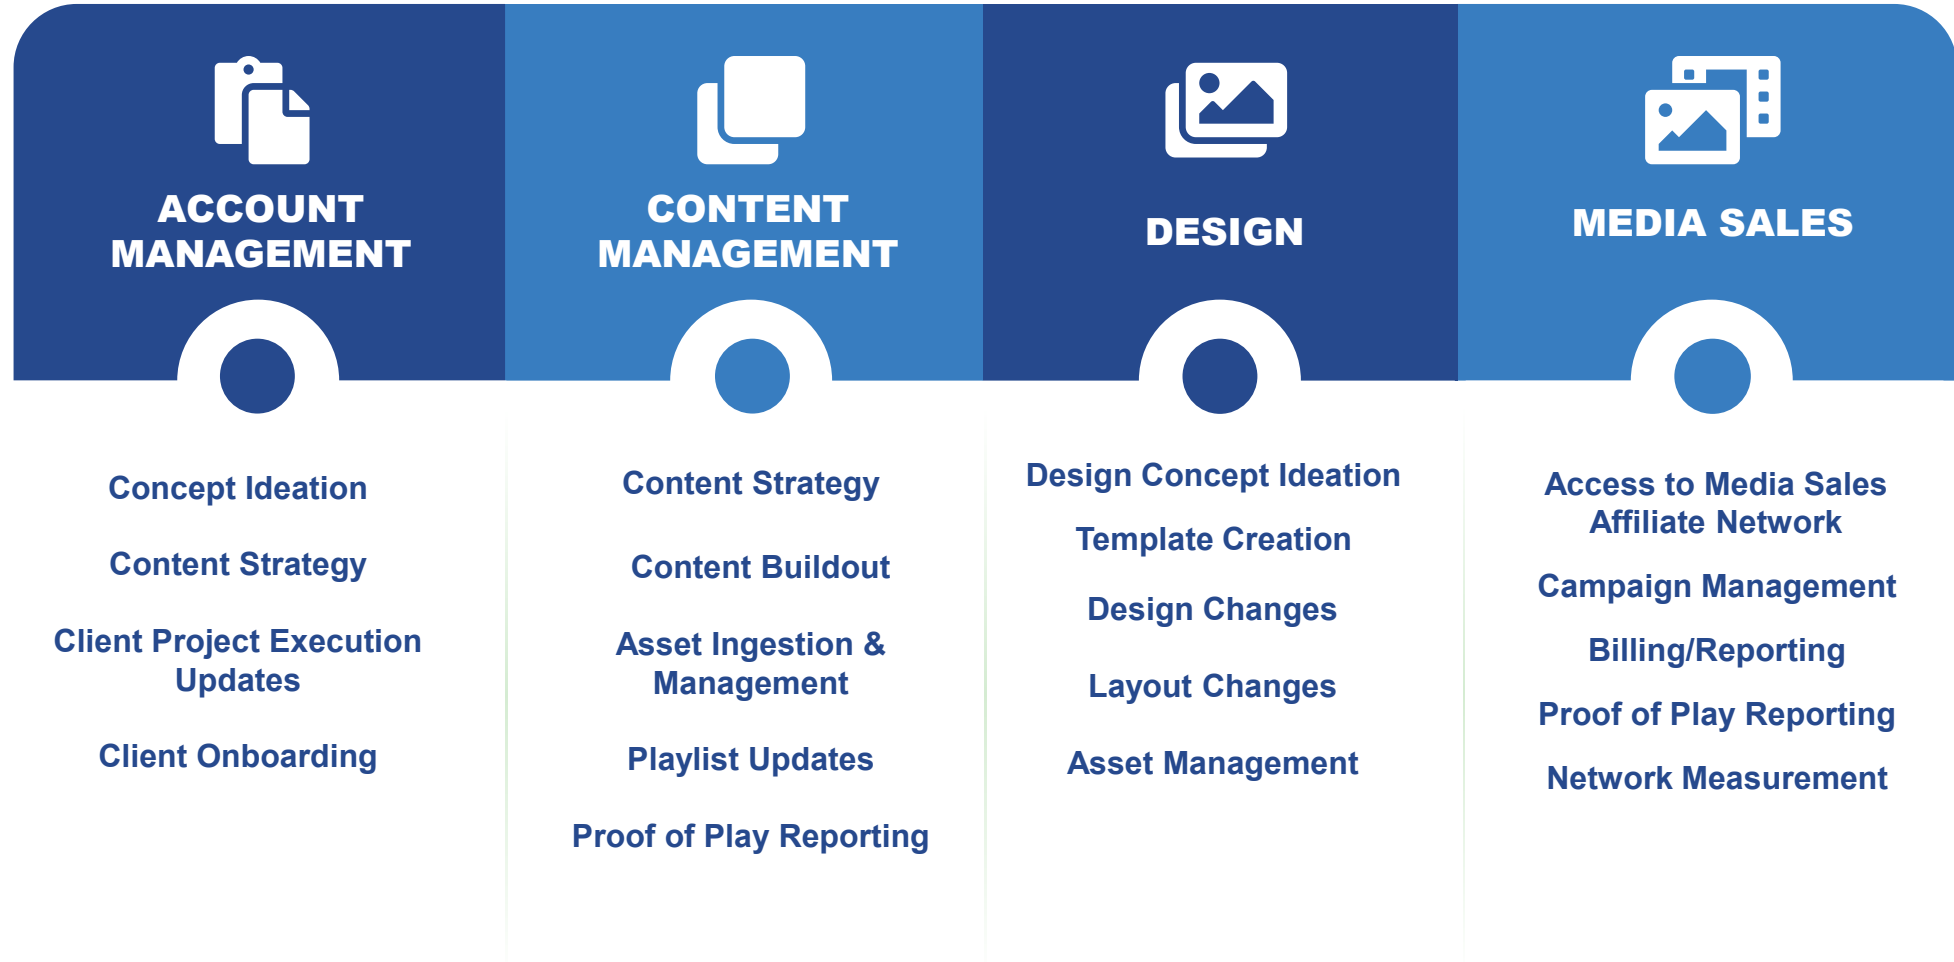 ACCOUNT
MANAGEMENT
Concept Ideation
Content Strategy
Client Project Execution
Updates
Client Onboarding
CONTENT
MANAGEMENT
Content Strategy
Content Buildout
Asset Ingestion &
Management
Playlist Updates
Proof of Play Reporting
DESIGN
Design Concept Ideation
Template Creation
Design Changes
Layout Changes
Asset Management
MEDIA SALES
Access to Media Sales
Affiliate Network
Campaign Management
Billing/Reporting
Proof of Play Reporting
Network Measurement